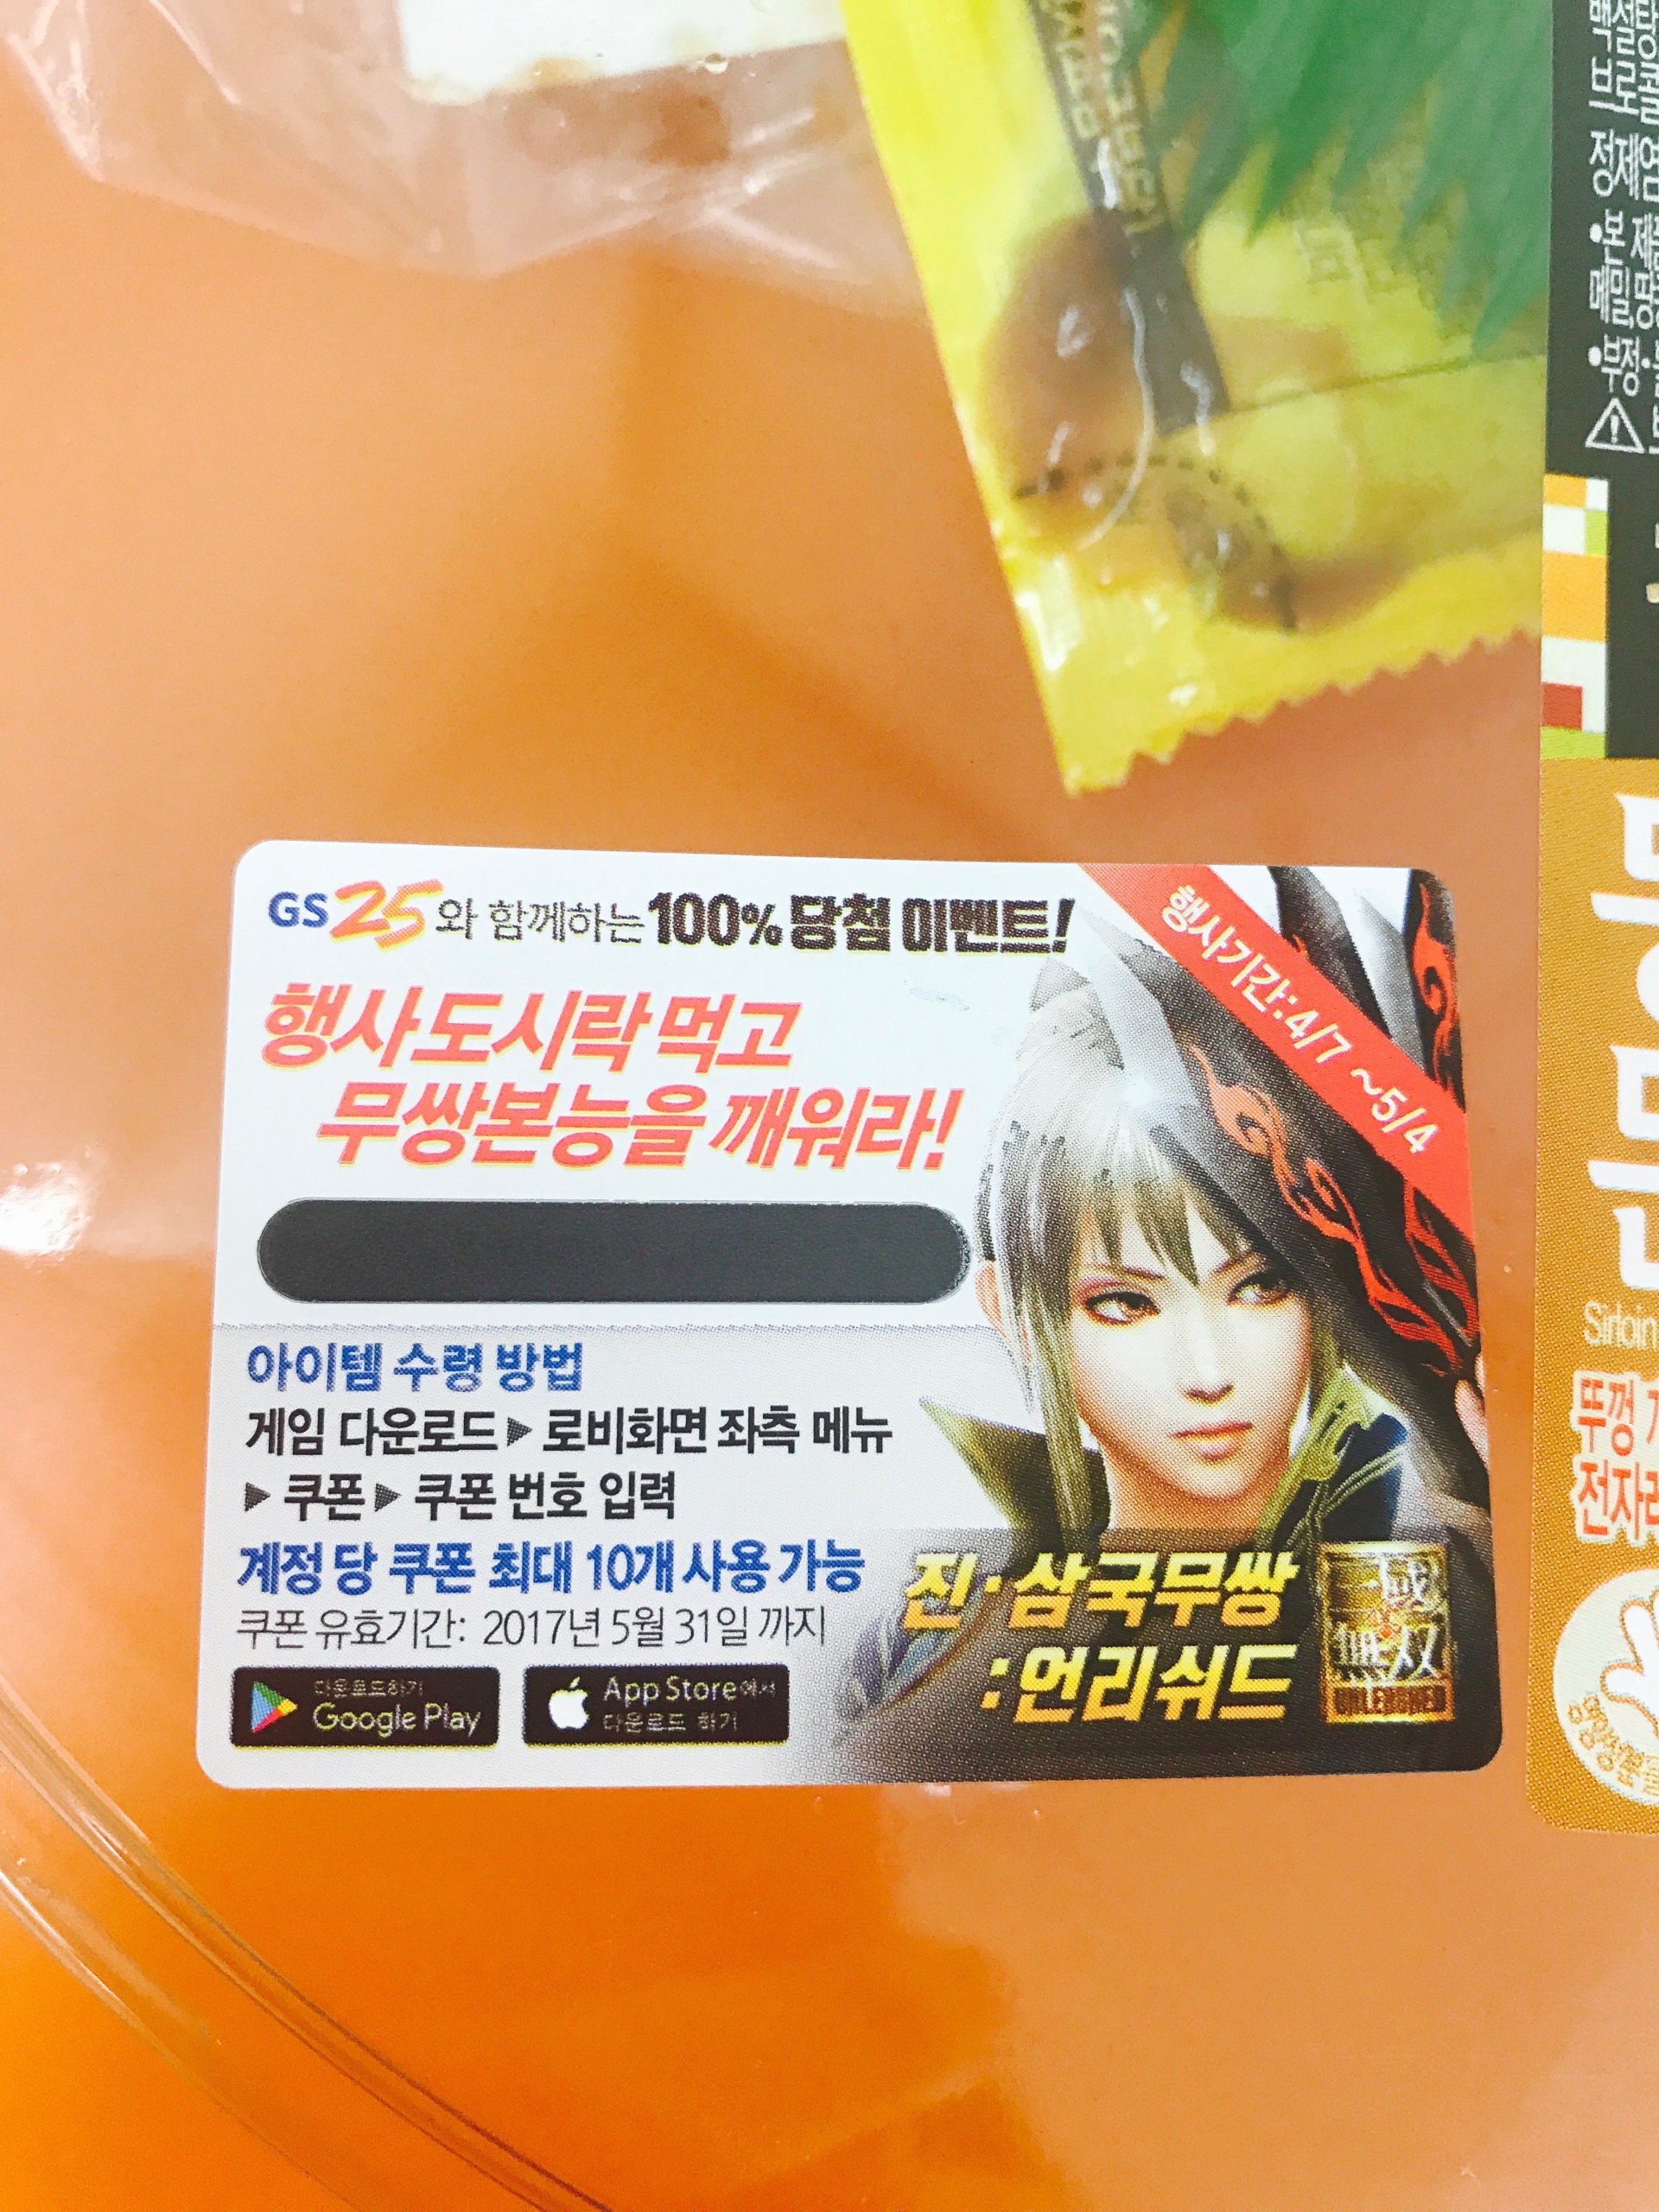 백설탕
브로콜
정제염
•본 제품
메밀,땅콩
•부정·불
GS25와 함께하는 100% 당첨 이벤트!
행사기간:4/7 ~5/4
행사도시락 먹고
무쌍본능을 깨워라!
아이템 수령 방법
게임 다운로드▶ 로비화면 좌측 메뉴
▶ 쿠폰▶ 쿠폰 번호 입력
계정당 쿠폰 최대 10개 사용 가능
쿠폰 유효기간: 2017년 5월 31일 까지
다운로드하기
Google Play
App Store에서
다운로드 하기
진·삼국무쌍
:언리쉬드
三國
無双
UNLEASHED
Sirloin
뚜껑
전자레